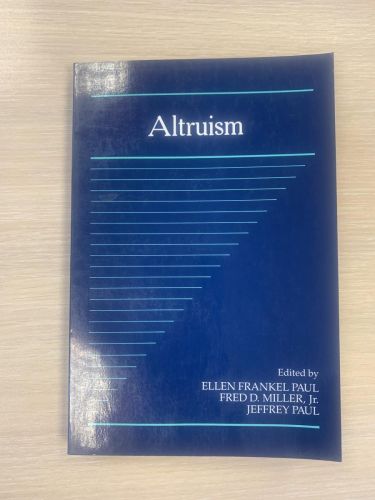 Altruism
Edited by
ELLEN FRANKEL PAUL
FRED D. MILLER, Jr.
JEFFREY PAUL